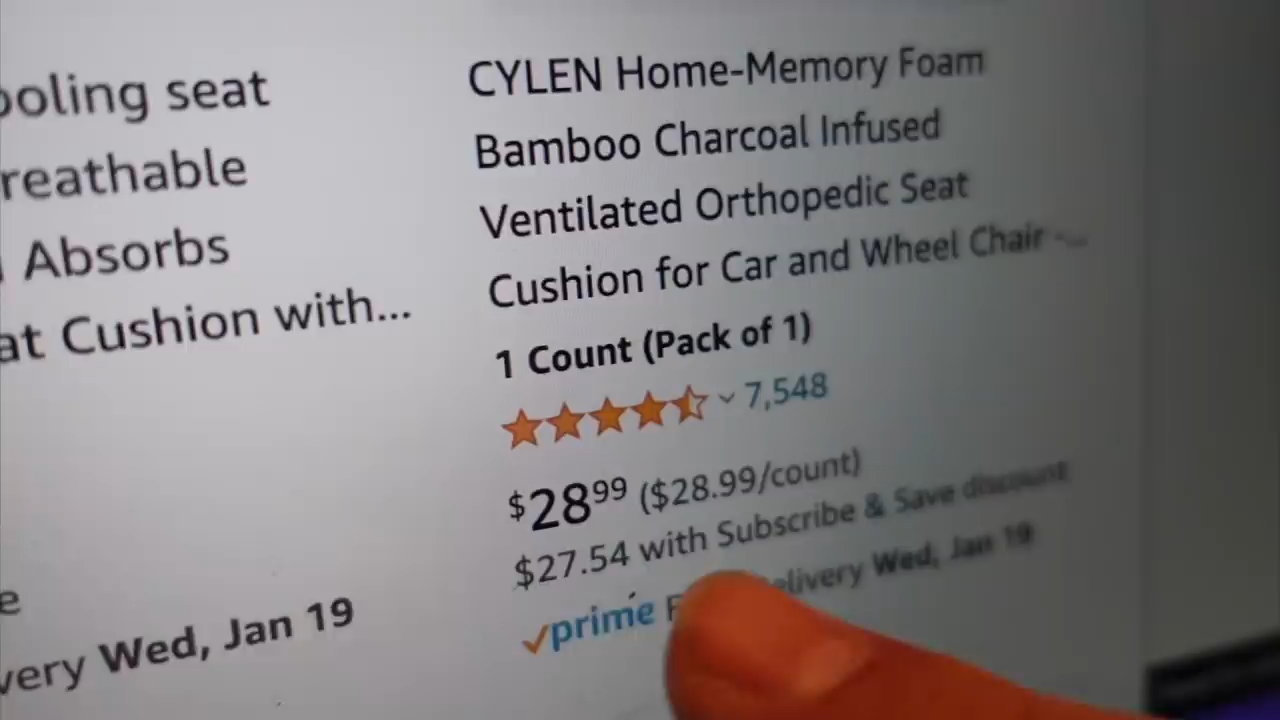 ooling seat
reathable
Absorbs
at Cushion with...
e
very Wed, Jan 19
CYLEN Home-Memory Foam
Bamboo Charcoal Infused
Ventilated Orthopedic Seat
Cushion for Car and Wheel Chair -...
1 Count (Pack of 1)
7,548
$28.99 ($28.99/count)
$27.54 with Subscribe & Save discount
prime F elivery Wed, Jan 19